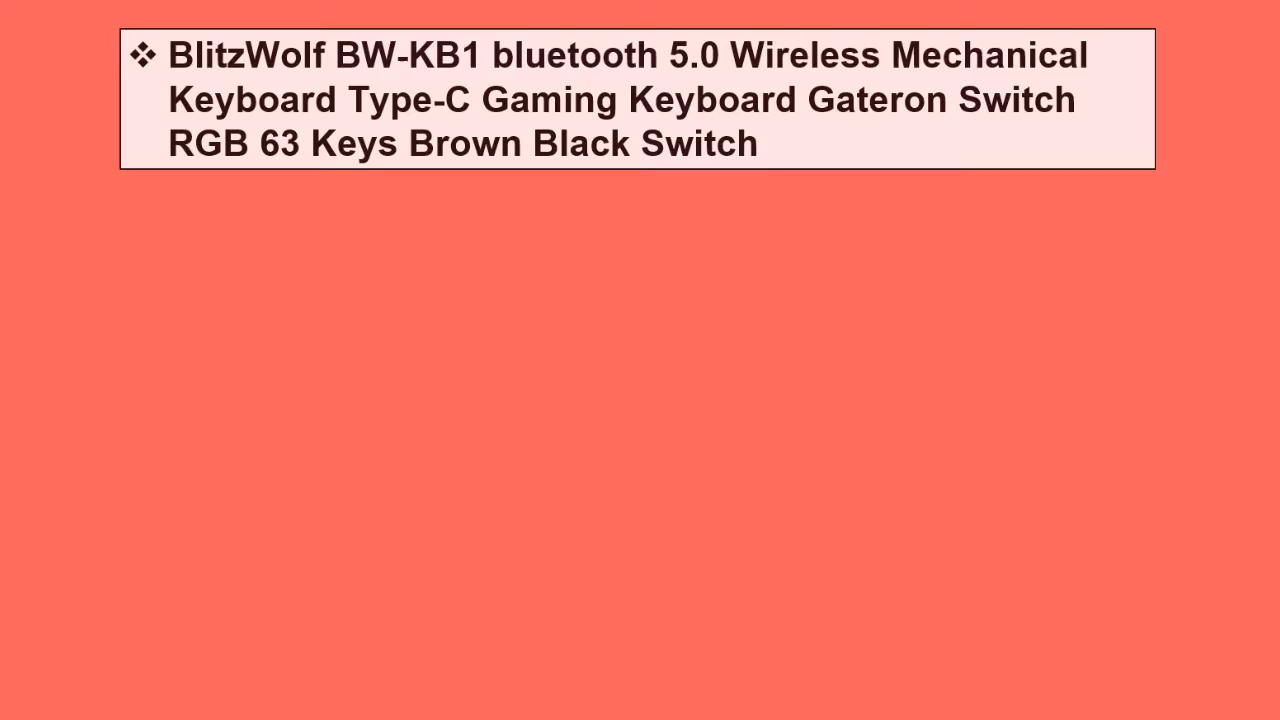 ❖ BlitzWolf BW-KB1 bluetooth 5.0 Wireless Mechanical
Keyboard Type-C Gaming Keyboard Gateron Switch
RGB 63 Keys Brown Black Switch